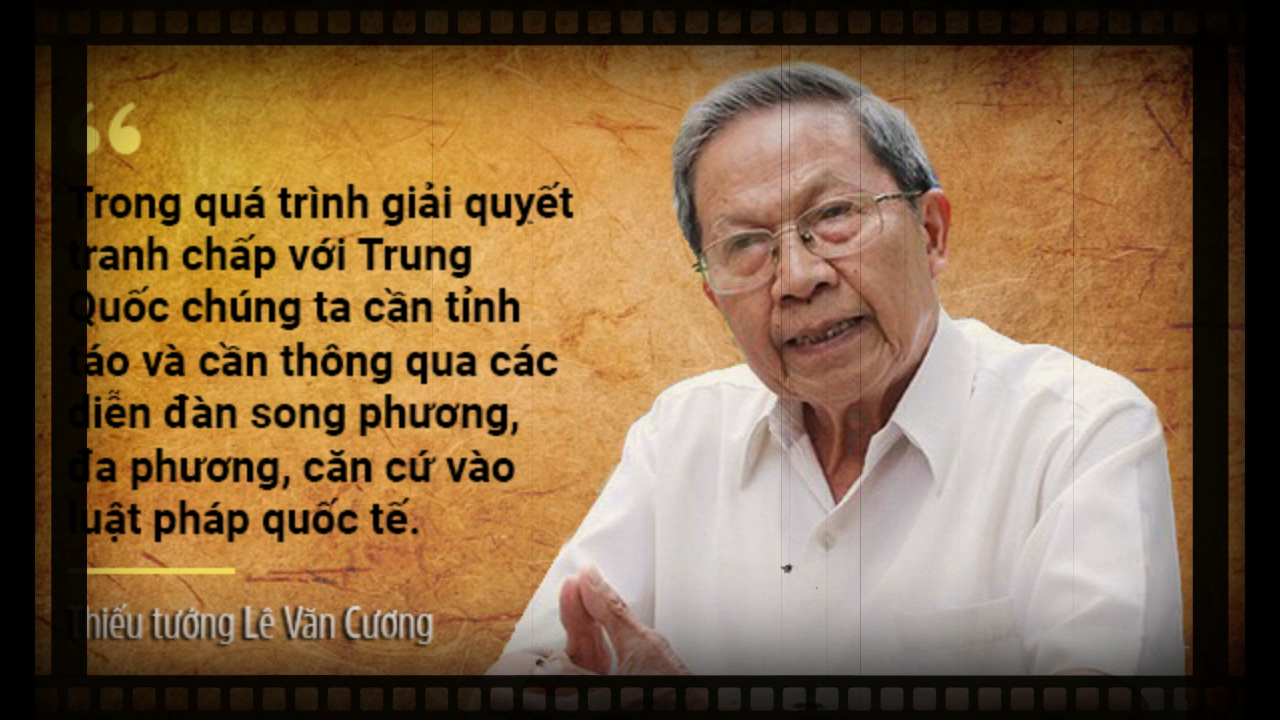 “
Trong quá trình giải quyết
tranh chấp với Trung
Quốc chúng ta cần tỉnh
táo và cần thông qua các
diễn đàn song phương,
đa phương, căn cứ vào
luật pháp quốc tế.
Thiếu tướng Lê Văn Cương